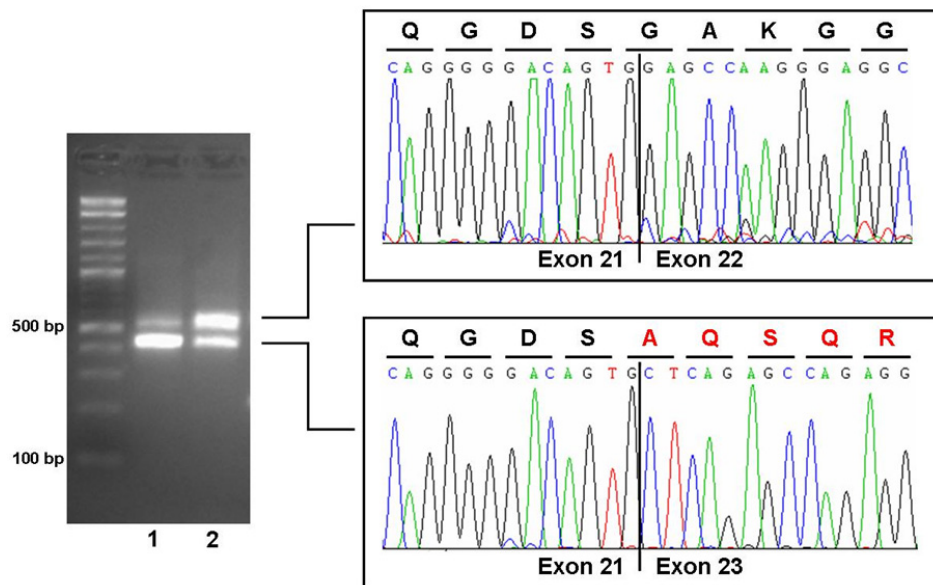 Q G D S G A K G G
C A G G G G G A C A G T G G A G C C A A G G G A G G C
Exon 21 Exon 22
500 bp
100 bp
1 2
Q G D S A Q S Q R
C A G G G G G A C A G T G C T C A G A G C C A G A G G
Exon 21 Exon 23